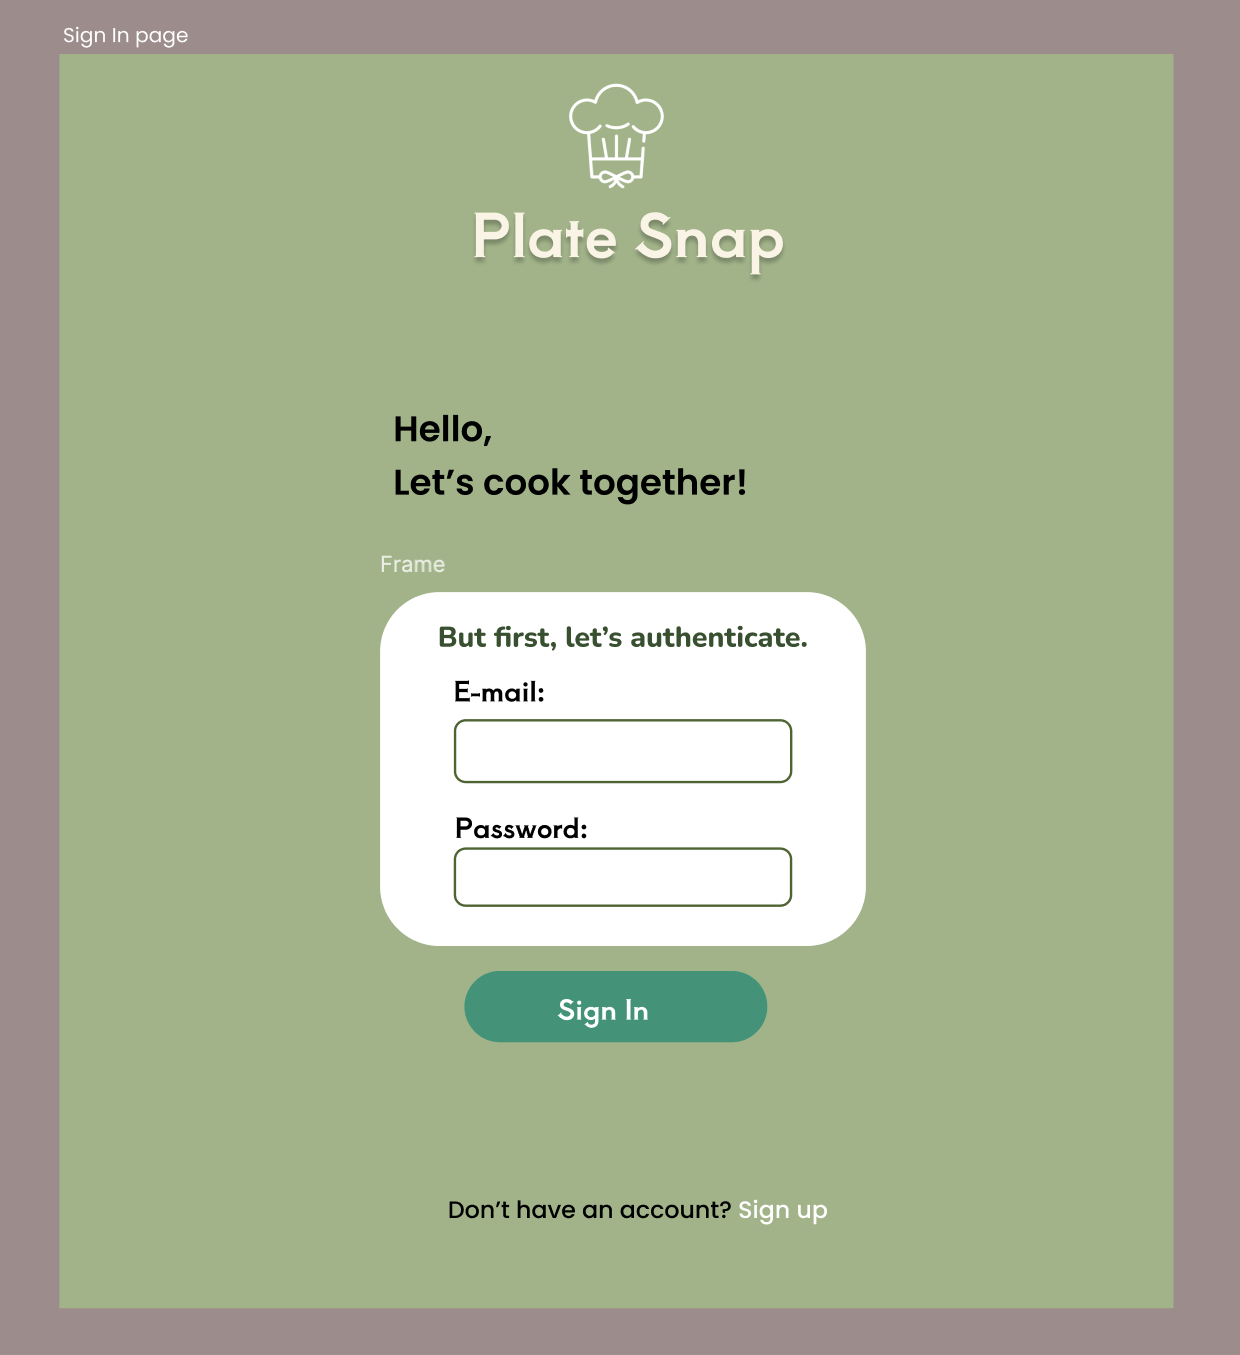 Sign In page
Plate Snap
Hello,
Let’s cook together!
Frame
But first, let’s authenticate.
E-mail:
Password:
Sign In
Don’t have an account? Sign up